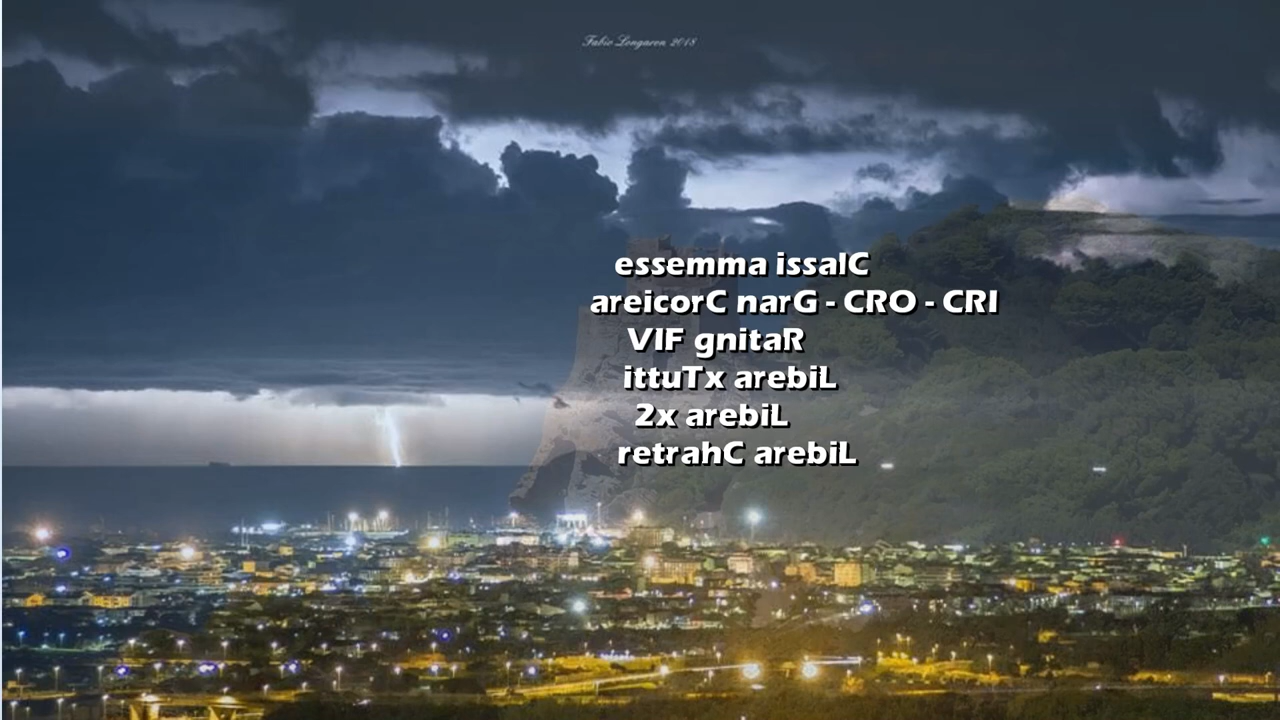 Fabio Longaron 2018
essemma issalC
areicorC narG - CRO - CRI
VIF gnitaR
ittuTx arebiL
2x arebiL
retrahC arebiL